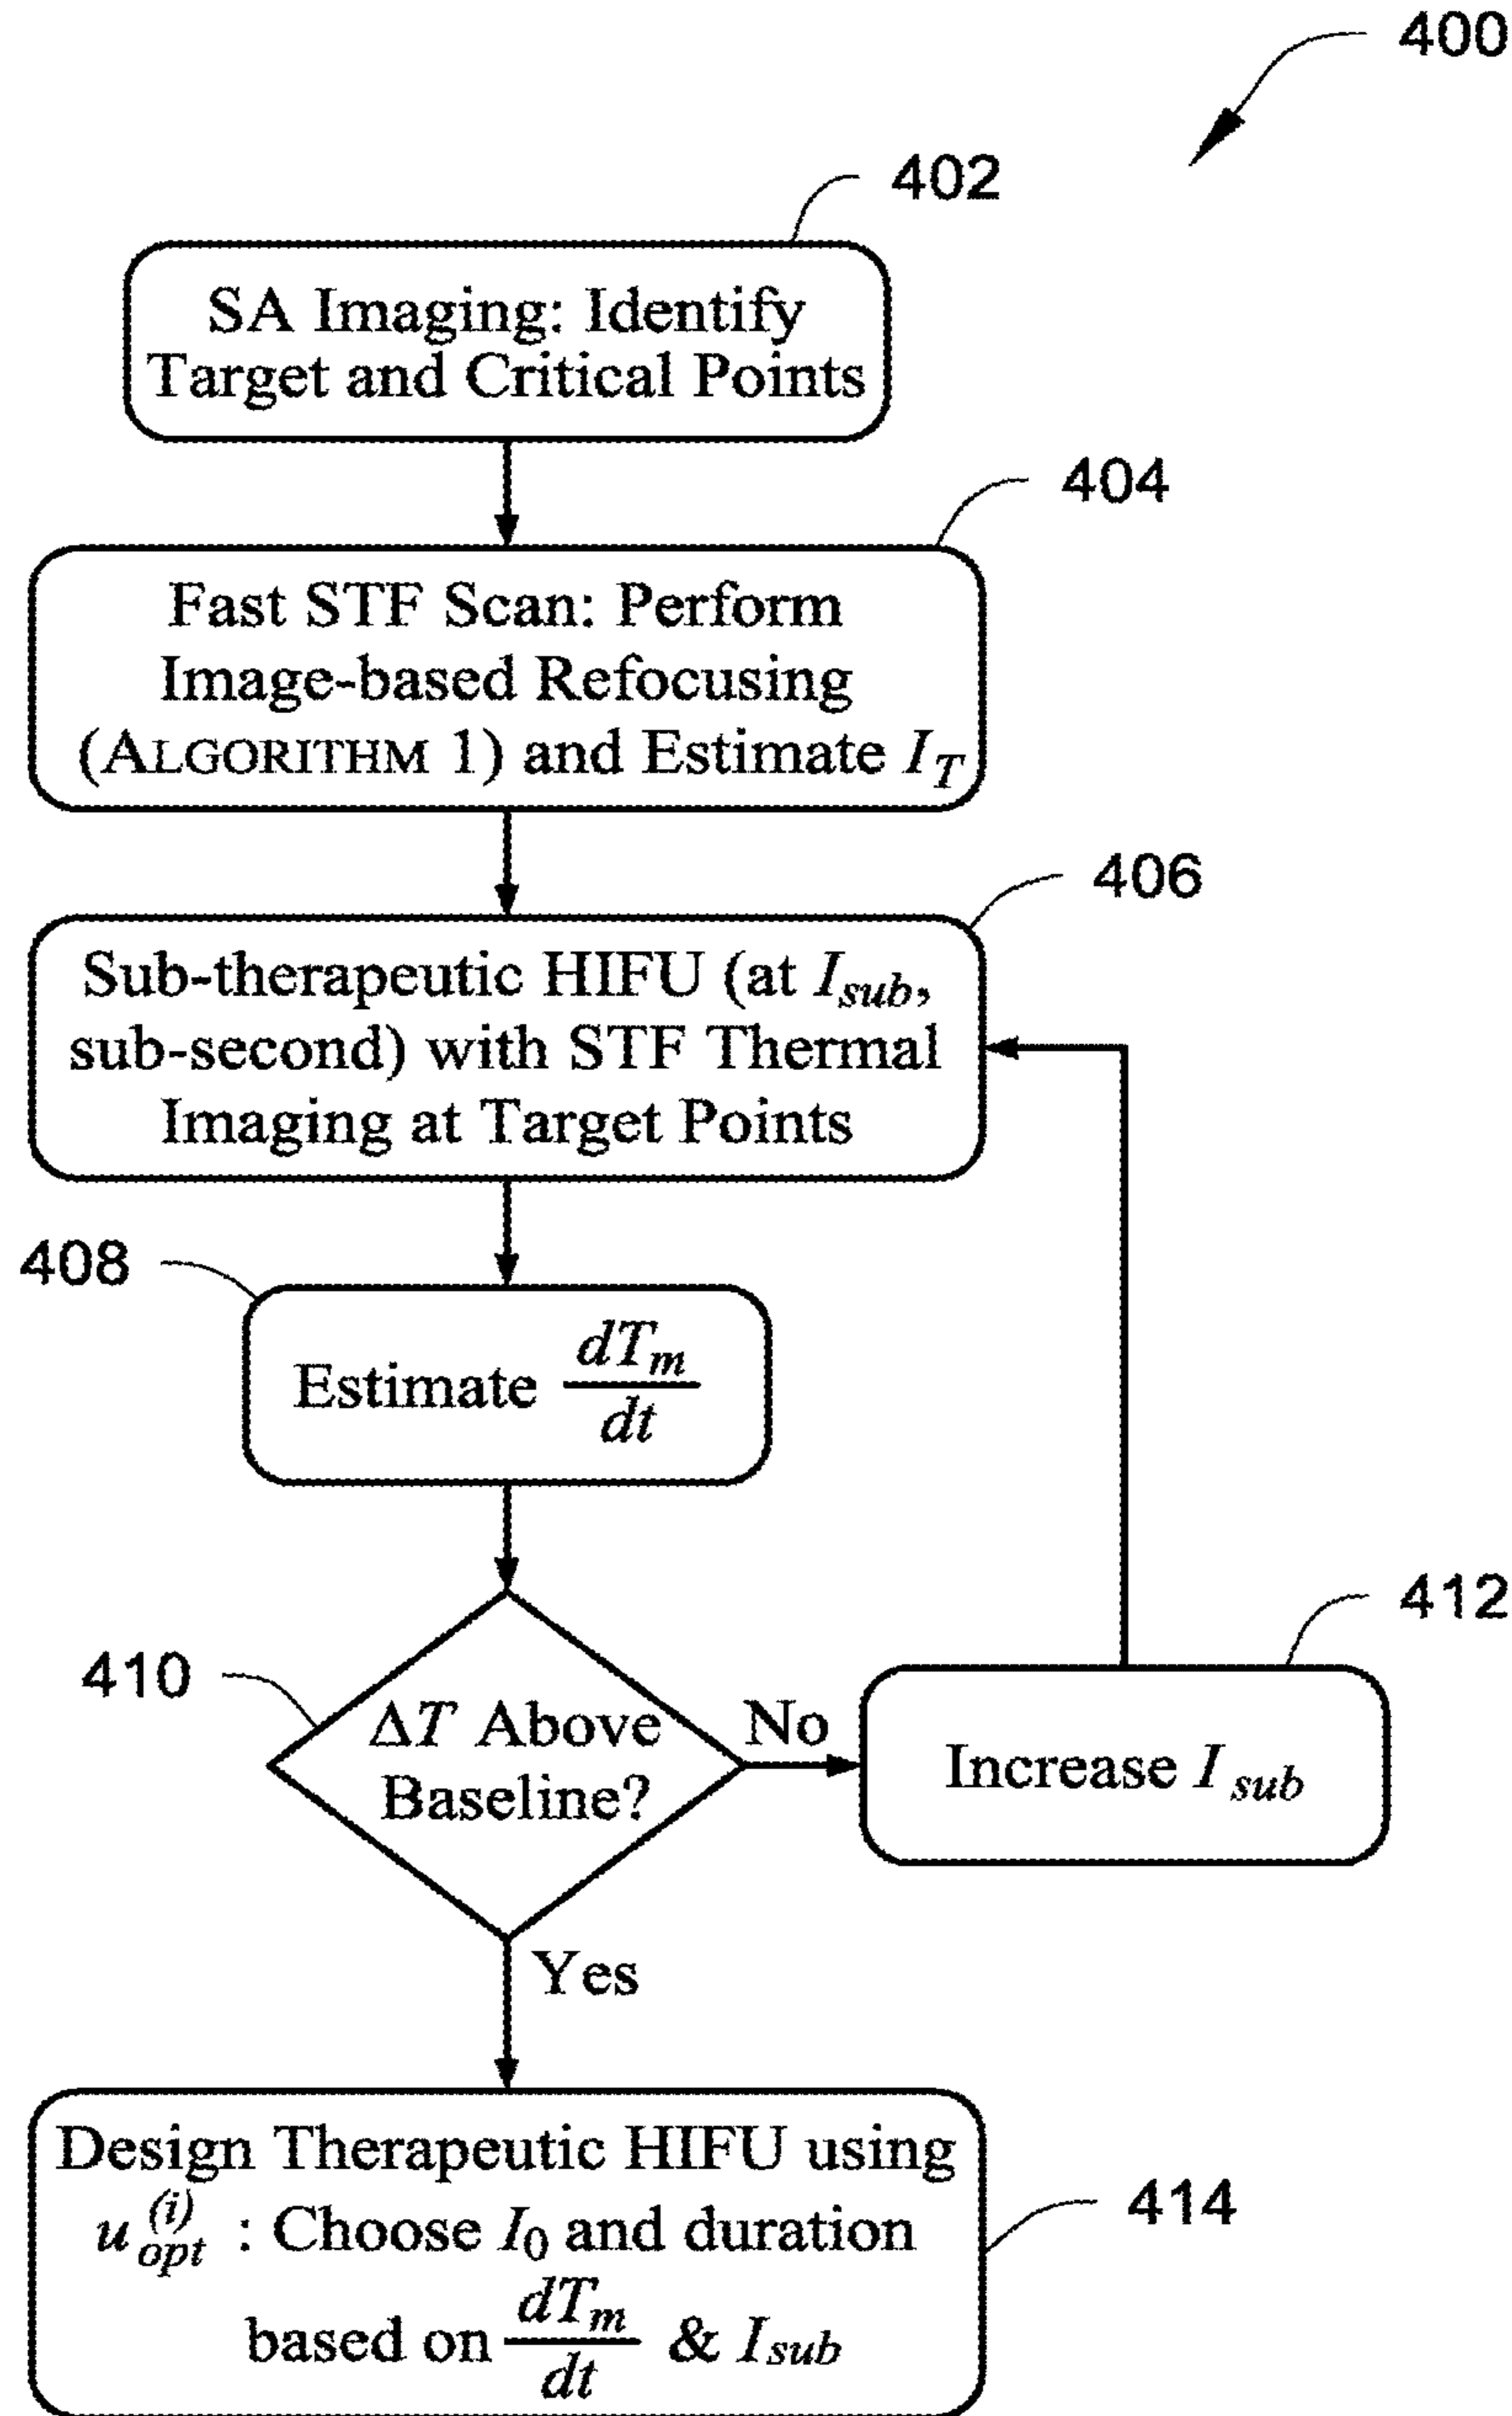 400
402
SA Imaging: Identify
Target and Critical Points
404
Fast STF Scan: Perform
Image-based Refocusing
(ALGORITHM 1) and Estimate I_T
406
Sub-therapeutic HIFU (at I_sub,
sub-second) with STF Thermal
Imaging at Target Points
408
Estimate dT_m/dt
410
ΔT Above
Baseline?
No
412
Increase I_sub
Yes
Design Therapeutic HIFU using
u_opt^(i) : Choose I_0 and duration
based on dT_m/dt & I_sub
414